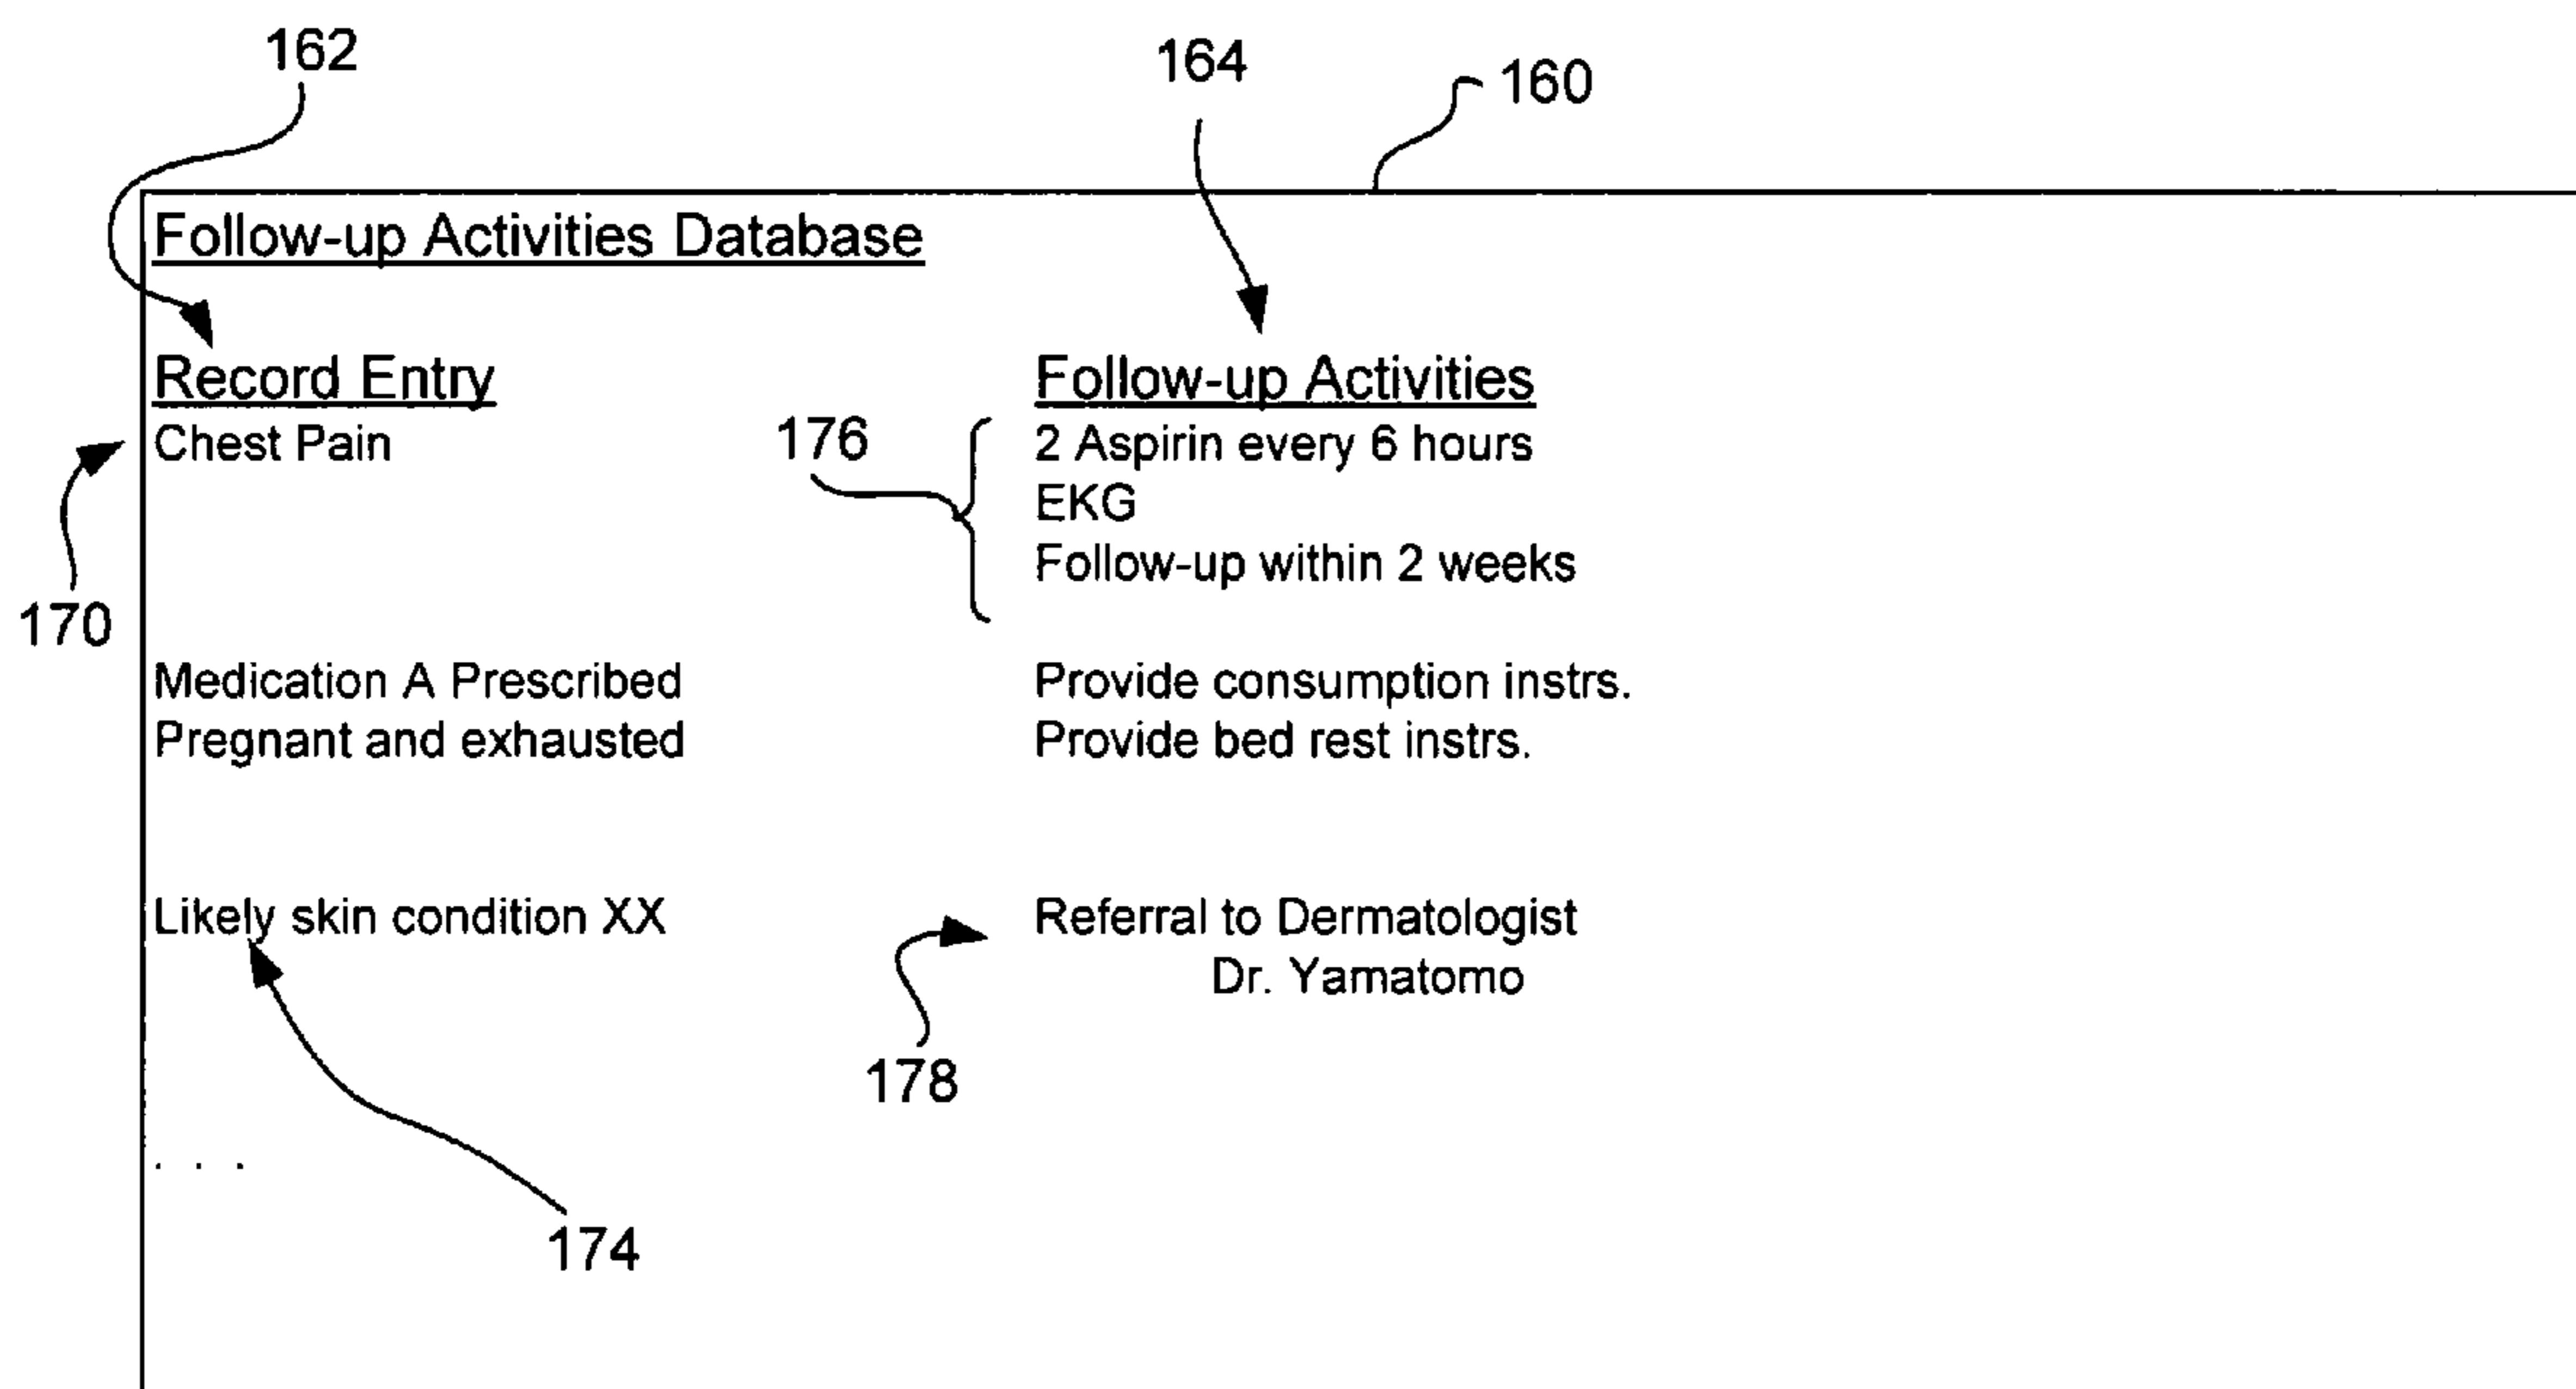 162
164
160
Follow-up Activities Database
Record Entry Follow-up Activities
Chest Pain 176 2 Aspirin every 6 hours
EKG
Follow-up within 2 weeks
170
Medication A Prescribed Provide consumption instrs.
Pregnant and exhausted Provide bed rest instrs.
Likely skin condition XX Referral to Dermatologist
Dr. Yamatomo
178
. . .
174